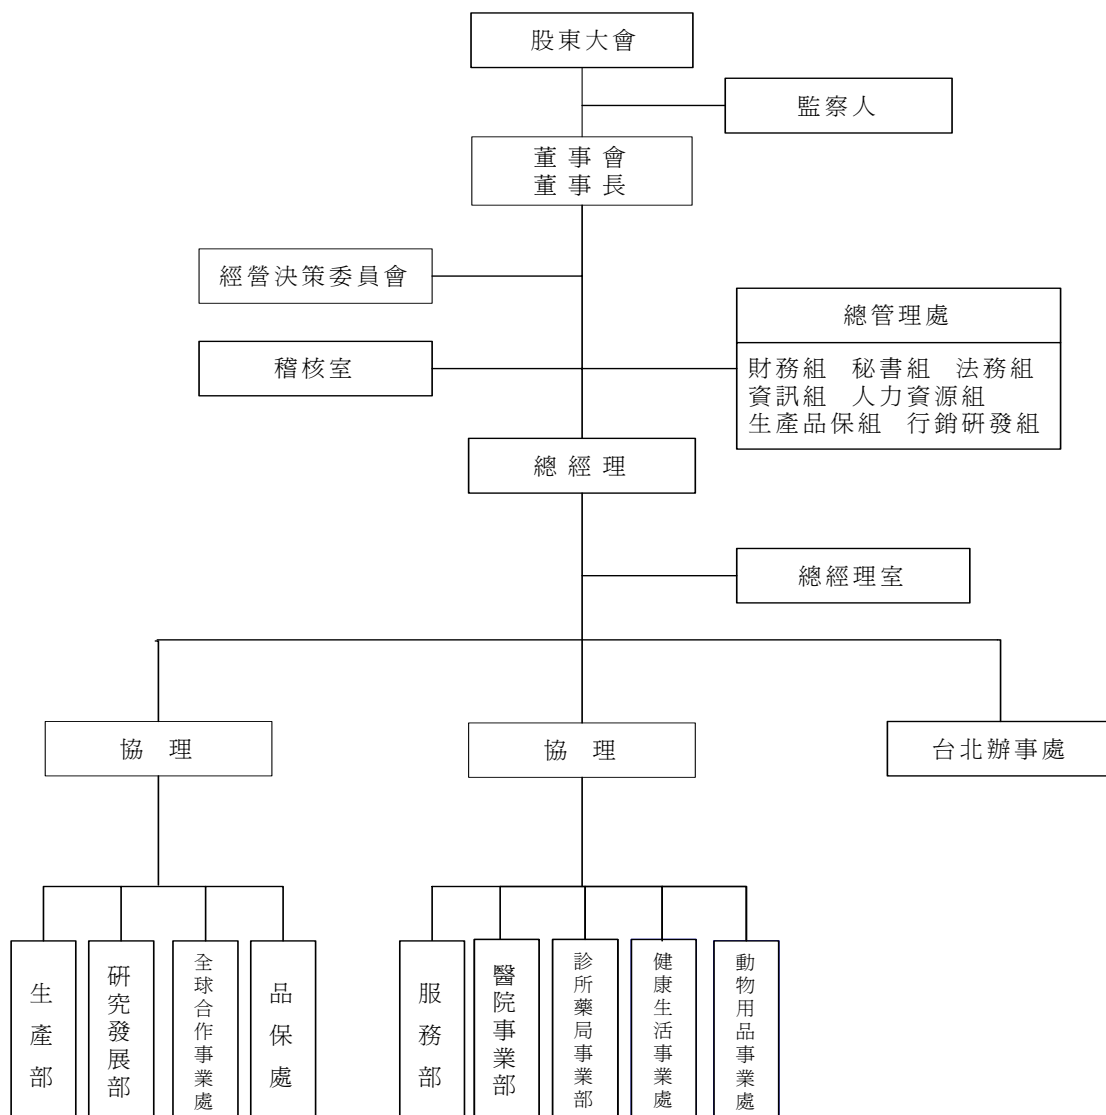 股東大會
監察人
董事會
董事長
經營決策委員會
總管理處
稽核室
財務組 秘書組 法務組
資訊組 人力資源組
生產品保組 行銷研發組
總經理
總經理室
協 理
協 理
台北辦事處
生產部
研究發展部
全球合作事業處
品保處
服務部
醫院事業部
診所藥局事業部
健康生活事業處
動物用品事業處